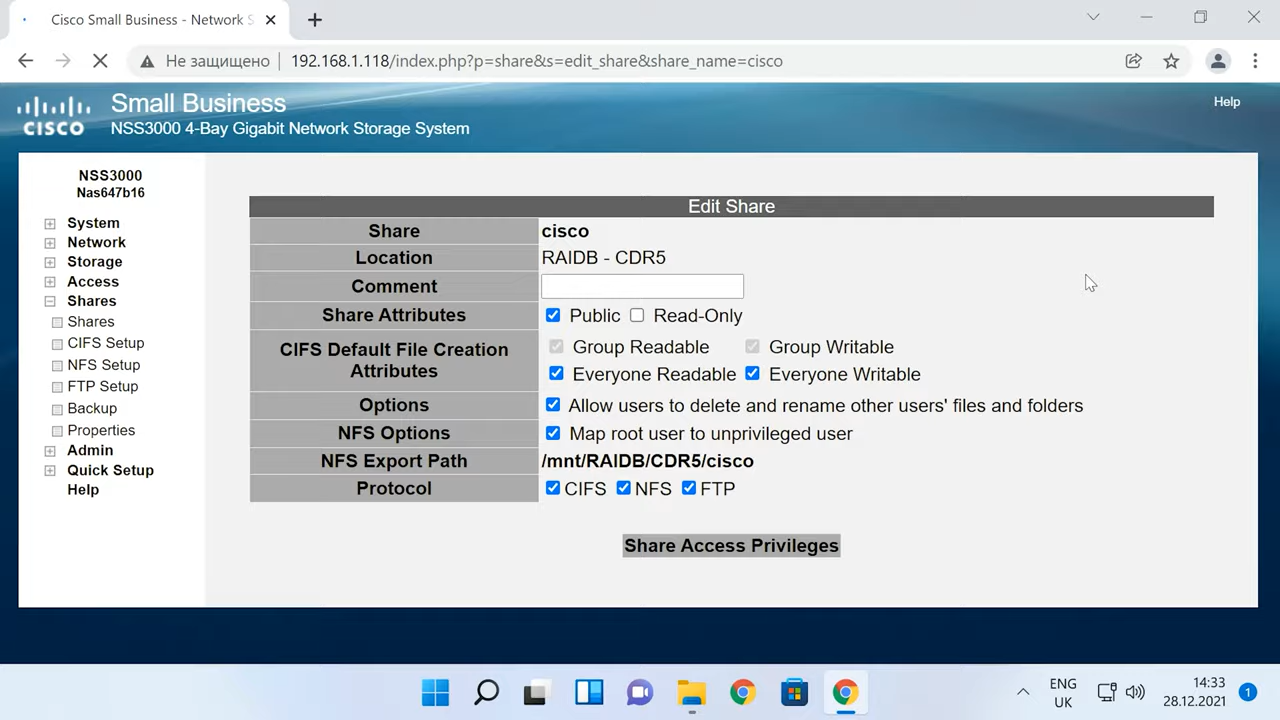 Cisco Small Business - Network S
Не защищено
192.168.1.118/index.php?p=share&s=edit_share&share_name=cisco
CISCO
Small Business
NSS3000 4-Bay Gigabit Network Storage System
Help
NSS3000
Nas647b16
System
Network
Storage
Access
Shares
Shares
CIFS Setup
NFS Setup
FTP Setup
Backup
Properties
Admin
Quick Setup
Help
Edit Share
Share cisco
Location RAIDB - CDR5
Comment
Share Attributes Public Read-Only
CIFS Default File Creation
Attributes
Group Readable Group Writable
Everyone Readable Everyone Writable
Options Allow users to delete and rename other users' files and folders
NFS Options Map root user to unprivileged user
NFS Export Path /mnt/RAIDB/CDR5/cisco
Protocol CIFS NFS FTP
Share Access Privileges
ENG
UK
14:33
28.12.2021
1